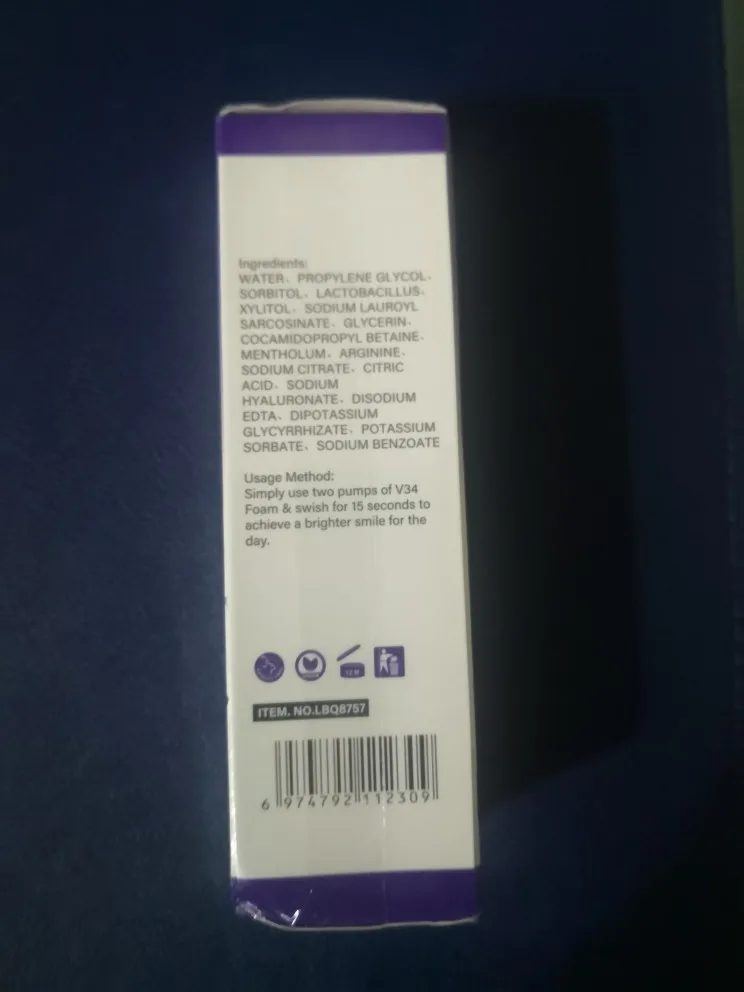 Ingredients:
WATER、PROPYLENE GLYCOL、
SORBITOL、LACTOBACILLUS、
XYLITOL、SODIUM LAUROYL
SARCOSINATE、GLYCERIN、
COCAMIDOPROPYL BETAINE、
MENTHOLUM、ARGININE、
SODIUM CITRATE、CITRIC
ACID、SODIUM
HYALURONATE、DISODIUM
EDTA、DIPOTASSIUM
GLYCYRRHIZATE、POTASSIUM
SORBATE、SODIUM BENZOATE
Usage Method:
Simply use two pumps of V34
Foam & swish for 15 seconds to
achieve a brighter smile for the
day.
12 M
ITEM. NO.LBQ8757
6 974792 112309